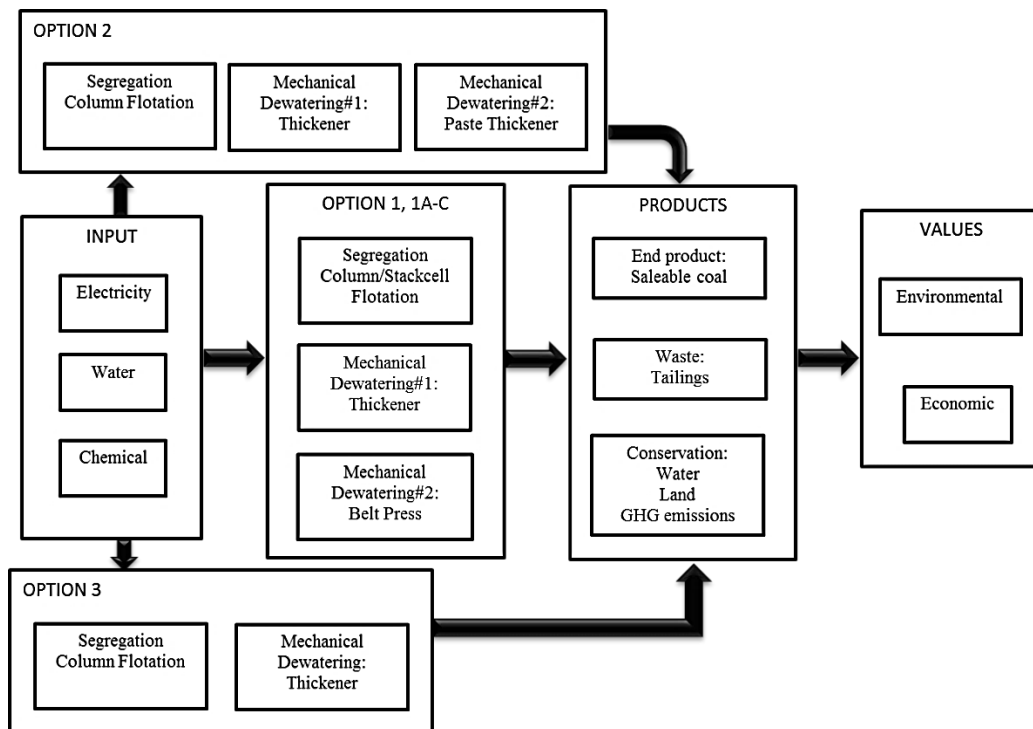 OPTION 2
Segregation
Column Flotation
Mechanical
Dewatering#1:
Thickener
Mechanical
Dewatering#2:
Paste Thickener
INPUT
Electricity
Water
Chemical
OPTION 1, 1A-C
Segregation
Column/Stackcell
Flotation
Mechanical
Dewatering#1:
Thickener
Mechanical
Dewatering#2:
Belt Press
PRODUCTS
End product:
Saleable coal
Waste:
Tailings
Conservation:
Water
Land
GHG emissions
VALUES
Environmental
Economic
OPTION 3
Segregation
Column Flotation
Mechanical
Dewatering:
Thickener